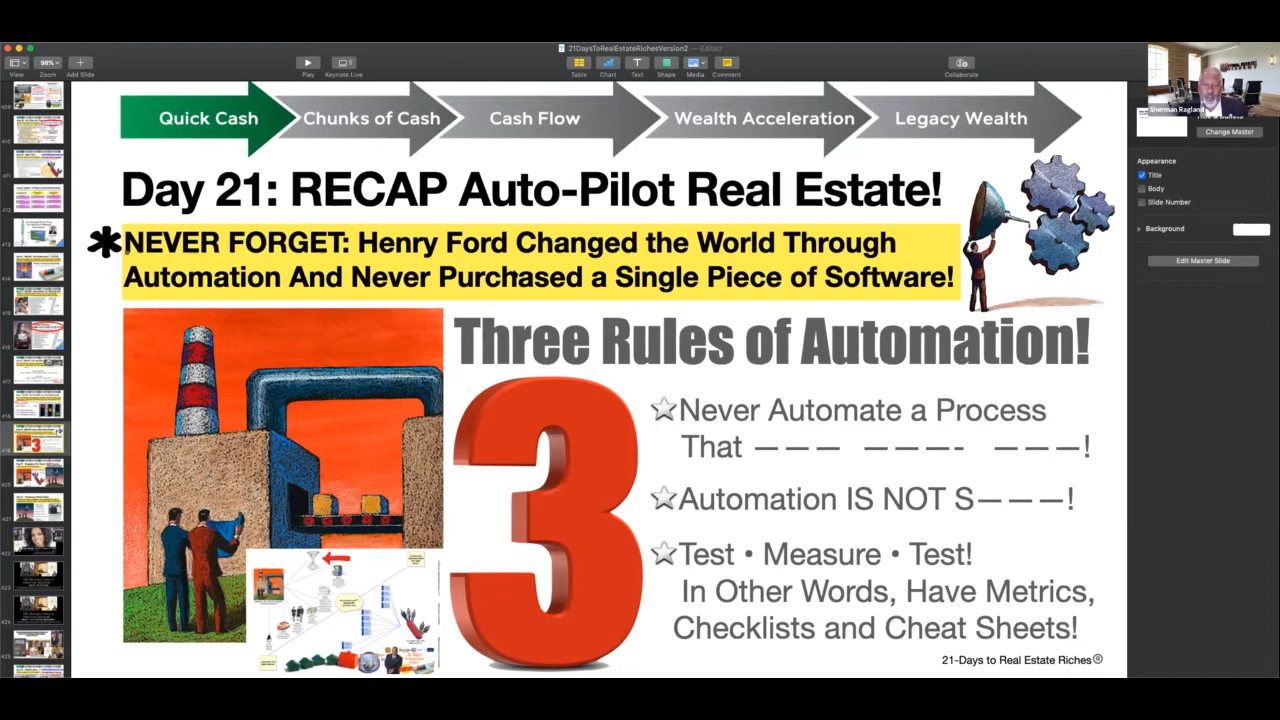 21DaysToRealEstateRichesVersion2 — Edited
98%
View
Zoom
Add Slide
Play
Keynote Live
Table
Chart
Text
Shape
Media
Comment
Collaborate
Sherman Ragland
Change Master
Appearance
Title
Body
Slide Number
Background
Edit Master Slide
Quick Cash
Chunks of Cash
Cash Flow
Wealth Acceleration
Legacy Wealth
Day 21: RECAP Auto-Pilot Real Estate!
*NEVER FORGET: Henry Ford Changed the World Through
Automation And Never Purchased a Single Piece of Software!
Three Rules of Automation!
3
Never Automate a Process
That — — — — — — - — — —!
Automation IS NOT S— — —!
Test • Measure • Test!
In Other Words, Have Metrics,
Checklists and Cheat Sheets!
21-Days to Real Estate Riches®